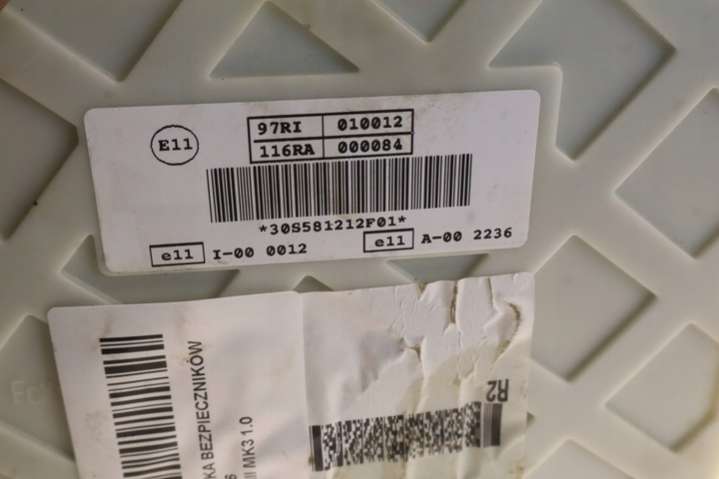 E11
97RI 010012
116RA 000084
*30S581212F01*
e11 I-00 0012 e11 A-00 2236
KA BEZPIECZNIKÓW
MK3 1.0
R2